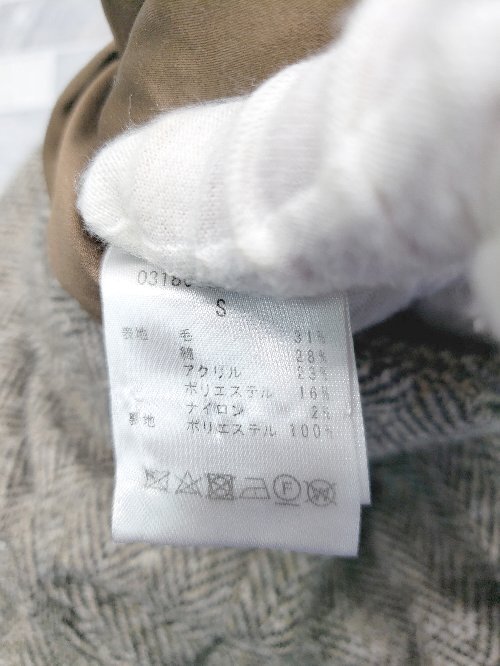 0318
S
表地 毛 31%
綿 28%
アクリル 23%
ポリエステル 16%
ナイロン 2%
裏地 ポリエステル 100%
F
W